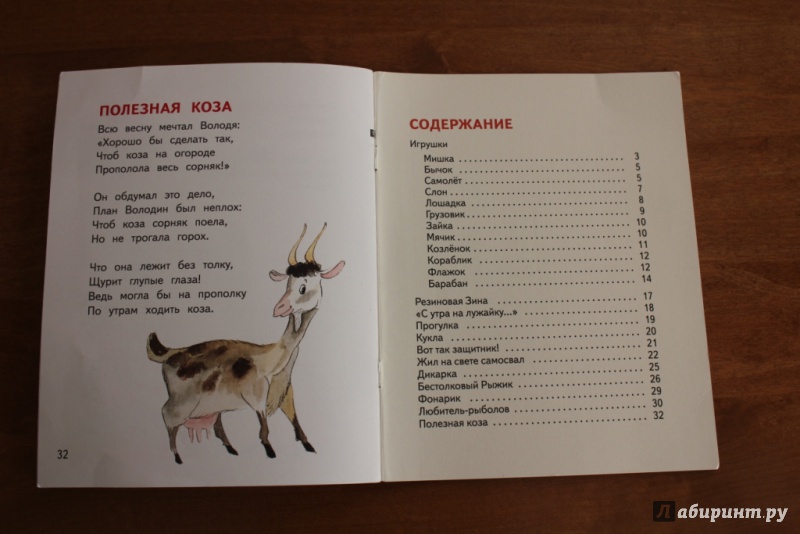 ПОЛЕЗНАЯ КОЗА
Всю весну мечтал Володя:
«Хорошо бы сделать так,
Чтоб коза на огороде
Прополола весь сорняк!»
Он обдумал это дело,
План Володин был неплох:
Чтоб коза сорняк поела,
Но не трогала горох.
Что она лежит без толку,
Щурит глупые глаза!
Ведь могла бы на прополку
По утрам ходить коза.
32
СОДЕРЖАНИЕ
Игрушки
Мишка 3
Бычок 5
Самолёт 5
Слон 7
Лошадка 8
Грузовик 9
Зайка 10
Мячик 10
Козлёнок 11
Кораблик 12
Флажок 12
Барабан 14
Резиновая Зина 17
«С утра на лужайку...» 18
Прогулка 19
Кукла 20
Вот так защитник! 21
Жил на свете самосвал 22
Дикарка 25
Бестолковый Рыжик 26
Фонарик 29
Любитель-рыболов 30
Полезная коза 32
Лабиринт.ру